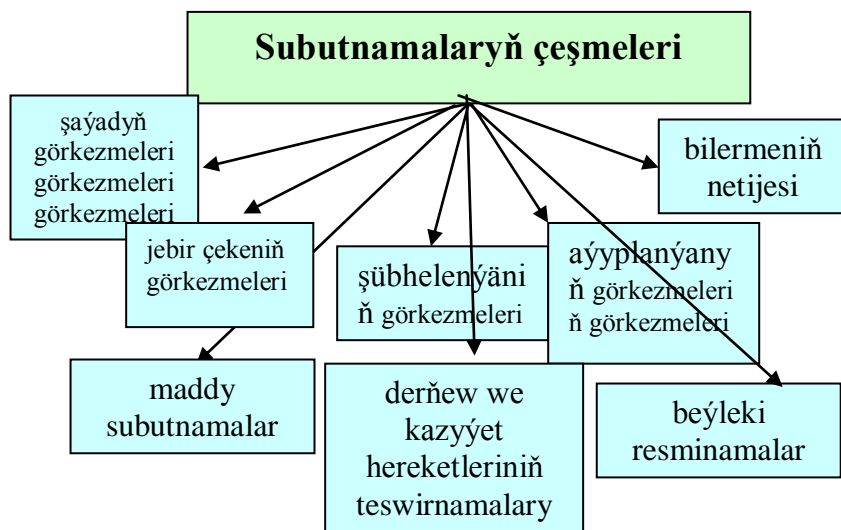 Subutnamalaryň çeşmeleri
şaýadyň
görkezmeleri
görkezmeleri
görkezmeleri
bilermeniň
netijesi
jebir çekeniň
görkezmeleri
şübhelenýäni
ň görkezmeleri
aýyplanýany
ň görkezmeleri
ň görkezmeleri
maddy
subutnamalar
derňew we
kazyýet
hereketleriniň
teswirnamalary
beýleki
resminamalar